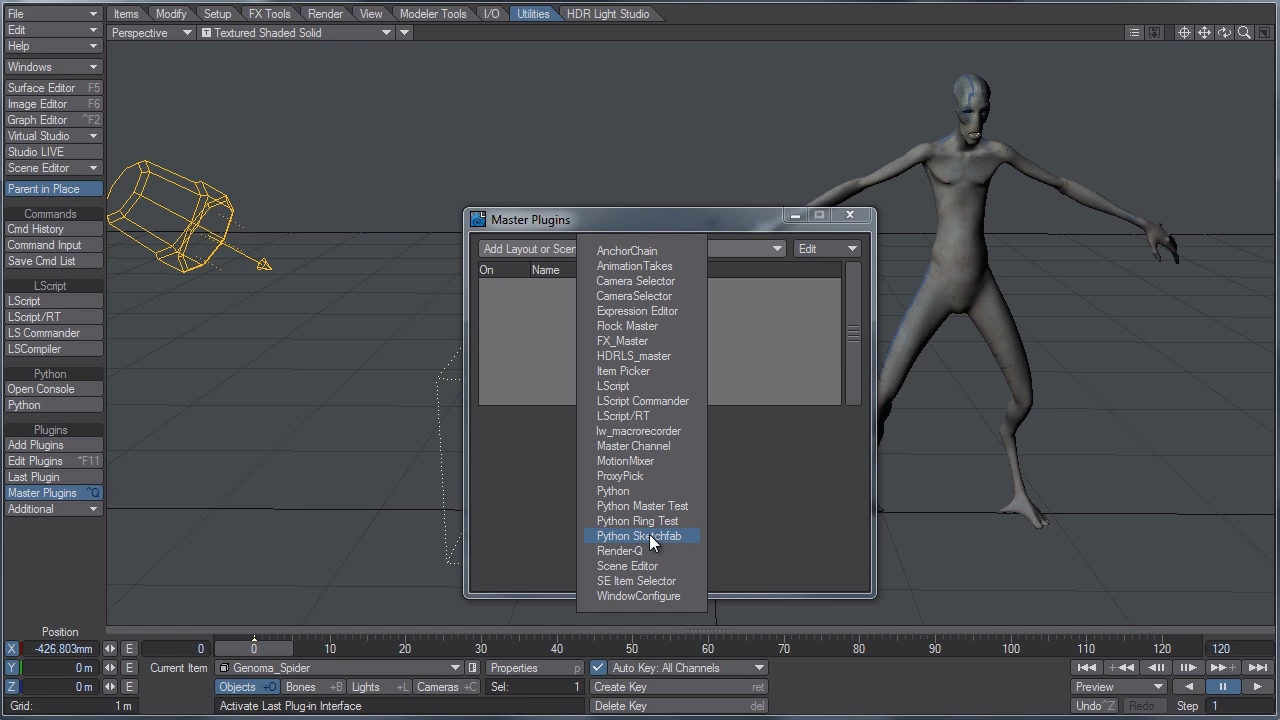 File
Edit
Help
Windows
Surface Editor F5
Image Editor F6
Graph Editor ^F2
Virtual Studio
Studio LIVE
Scene Editor
Parent in Place
Commands
Cmd History
Command Input
Save Cmd List
LScript
LScript
LScript/RT
LS Commander
LSCompiler
Python
Open Console
Python
Plugins
Add Plugins
Edit Plugins ^F11
Last Plugin
Master Plugins ^Q
Additional
Items Modify Setup FX Tools Render View Modeler Tools I/O Utilities HDR Light Studio
Perspective T Textured Shaded Solid
Master Plugins
Add Layout or Scen Edit
On Name
AnchorChain
AnimationTakes
Camera Selector
CameraSelector
Expression Editor
Flock Master
FX_Master
HDRLS_master
Item Picker
LScript
LScript Commander
LScript/RT
lw_macrorecorder
Master Channel
MotionMixer
ProxyPick
Python
Python Master Test
Python Ring Test
Python Sketchfab
Render-Q
Scene Editor
SE Item Selector
WindowConfigure
Position
X -426.803mm E 0 0 10 20 30 40 50 60 70 80 90 100 110 120 120
Y 0 m E Current Item Genoma_Spider Properties p Auto Key: All Channels
Z 0 m E Objects +O Bones +B Lights +L Cameras +C Sel: 1 Create Key ret Preview
Grid: 1 m Activate Last Plug-in Interface Delete Key del Undo ^Z Redo Z Step 1